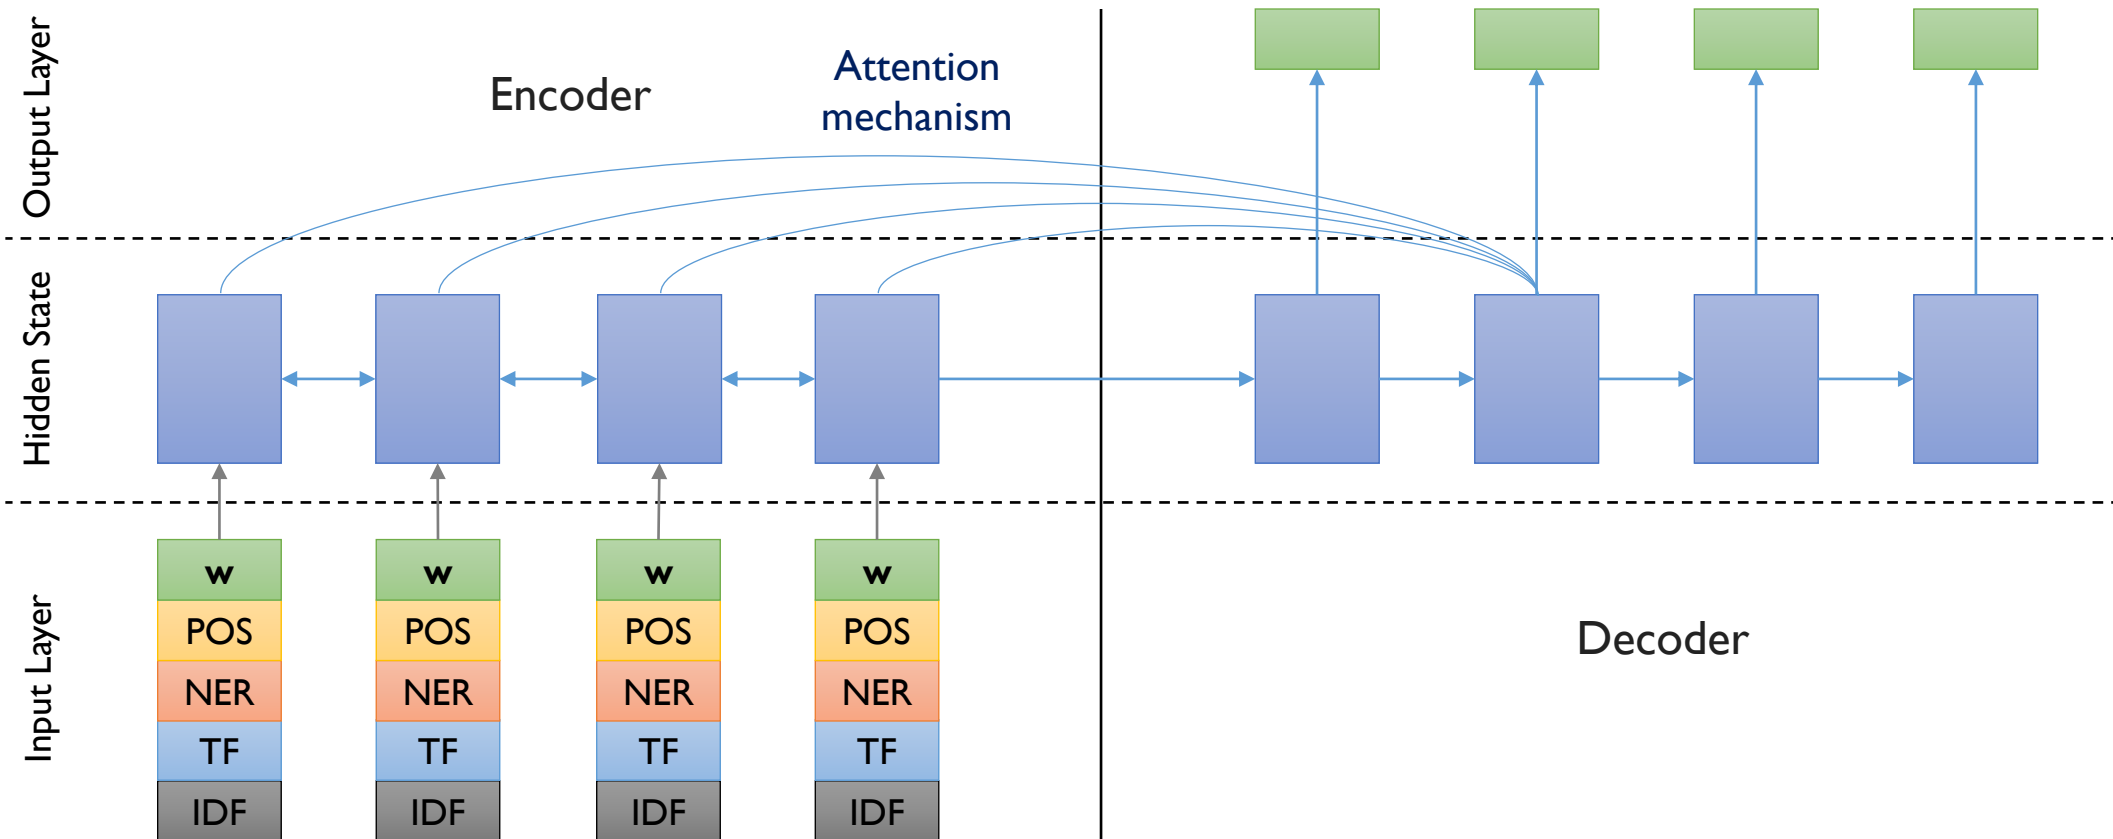 Output Layer
Encoder
Attention
mechanism
Hidden State
Input Layer
w w w w
POS POS POS POS
NER NER NER NER
TF TF TF TF
IDF IDF IDF IDF
Decoder